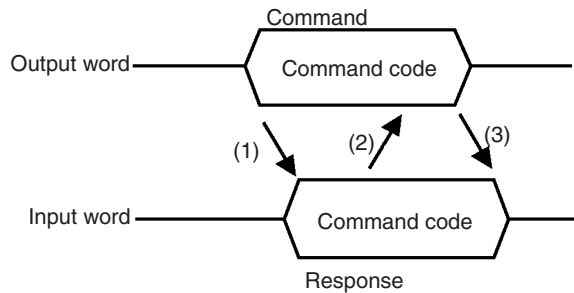 Command
Output word
Command code
(1)
(2)
(3)
Input word
Command code
Response